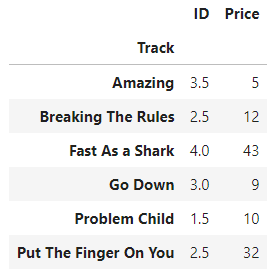 ID Price
Track
Amazing 3.5 5
Breaking The Rules 2.5 12
Fast As a Shark 4.0 43
Go Down 3.0 9
Problem Child 1.5 10
Put The Finger On You 2.5 32